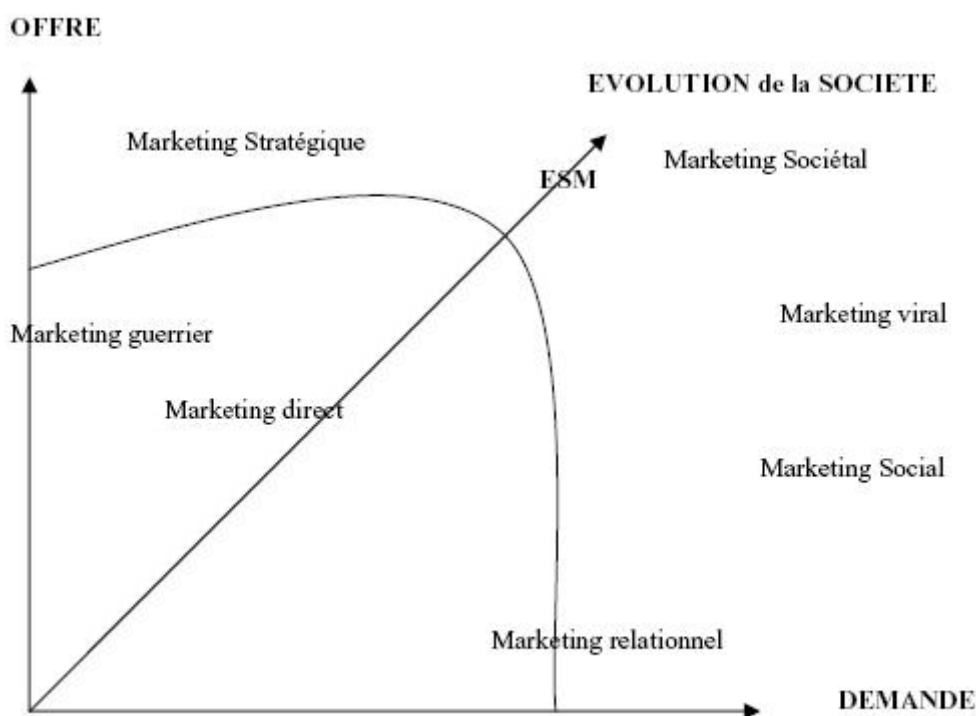 OFFRE
EVOLUTION de la SOCIETE
Marketing Stratégique
Marketing Sociétal
ESM
Marketing viral
Marketing guerrier
Marketing direct
Marketing Social
Marketing relationnel
DEMANDE